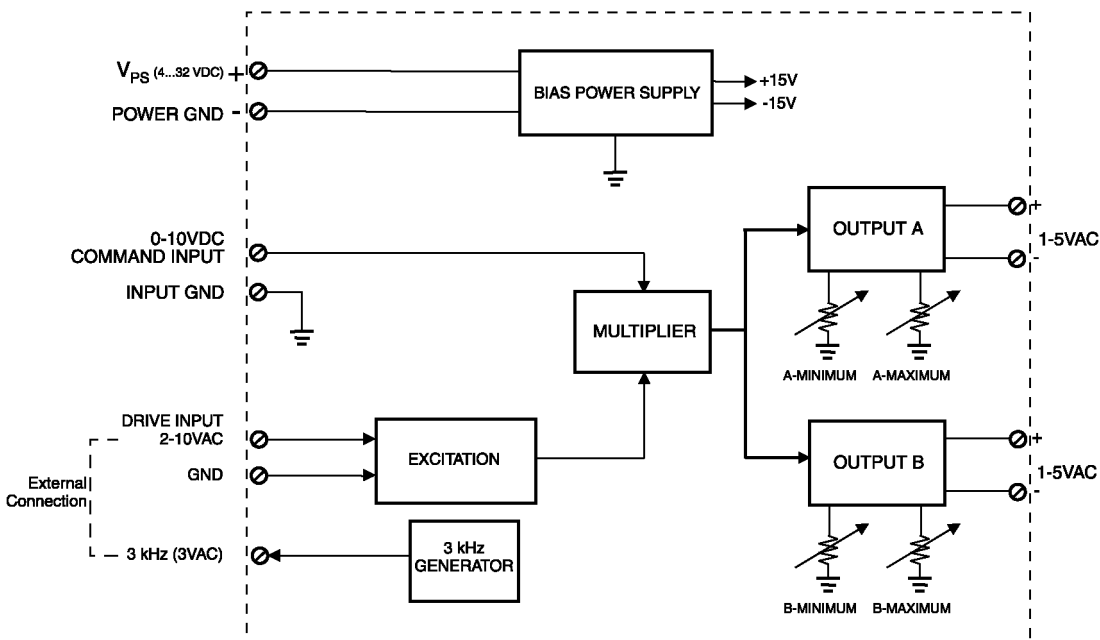 V_PS (4...32 VDC) +
POWER GND -
BIAS POWER SUPPLY
+15V
-15V
0-10VDC
COMMAND INPUT
INPUT GND
MULTIPLIER
OUTPUT A
+
1-5VAC
-
A-MINIMUM
A-MAXIMUM
DRIVE INPUT
2-10VAC
GND
EXCITATION
External
Connection
3 kHz (3VAC)
3 kHz
GENERATOR
OUTPUT B
+
1-5VAC
-
B-MINIMUM
B-MAXIMUM